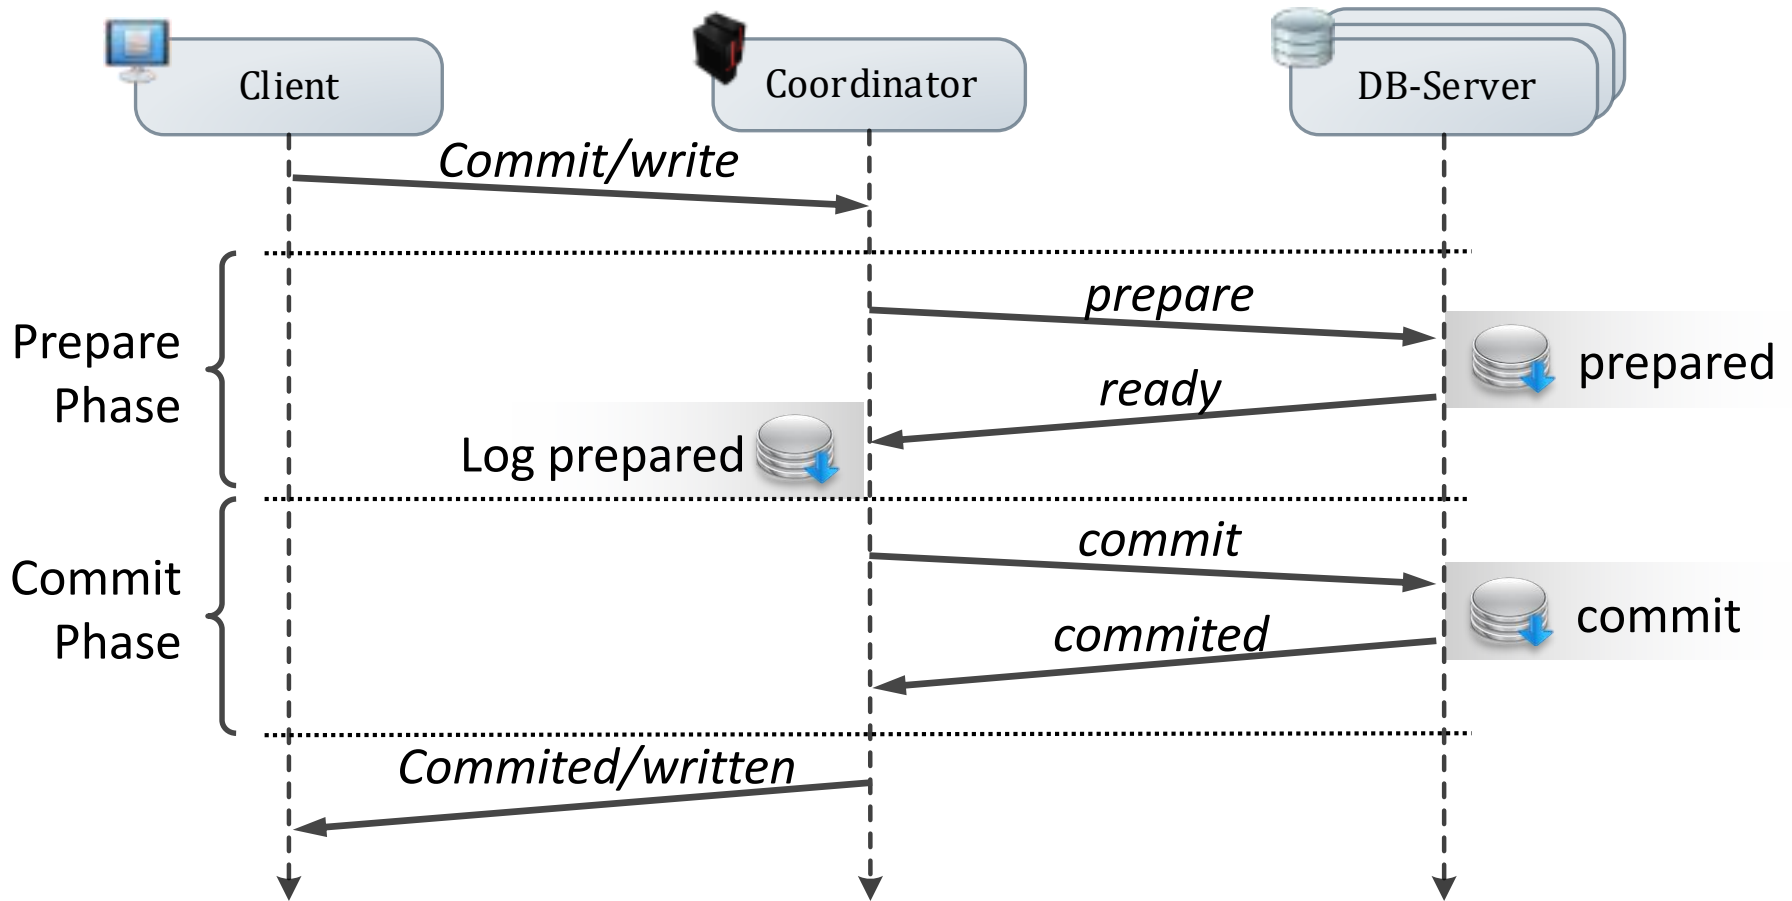 Client
Coordinator
DB-Server
Commit/write
Prepare
Phase
prepare
prepared
ready
Log prepared
Commit
Phase
commit
commit
commited
Commited/written